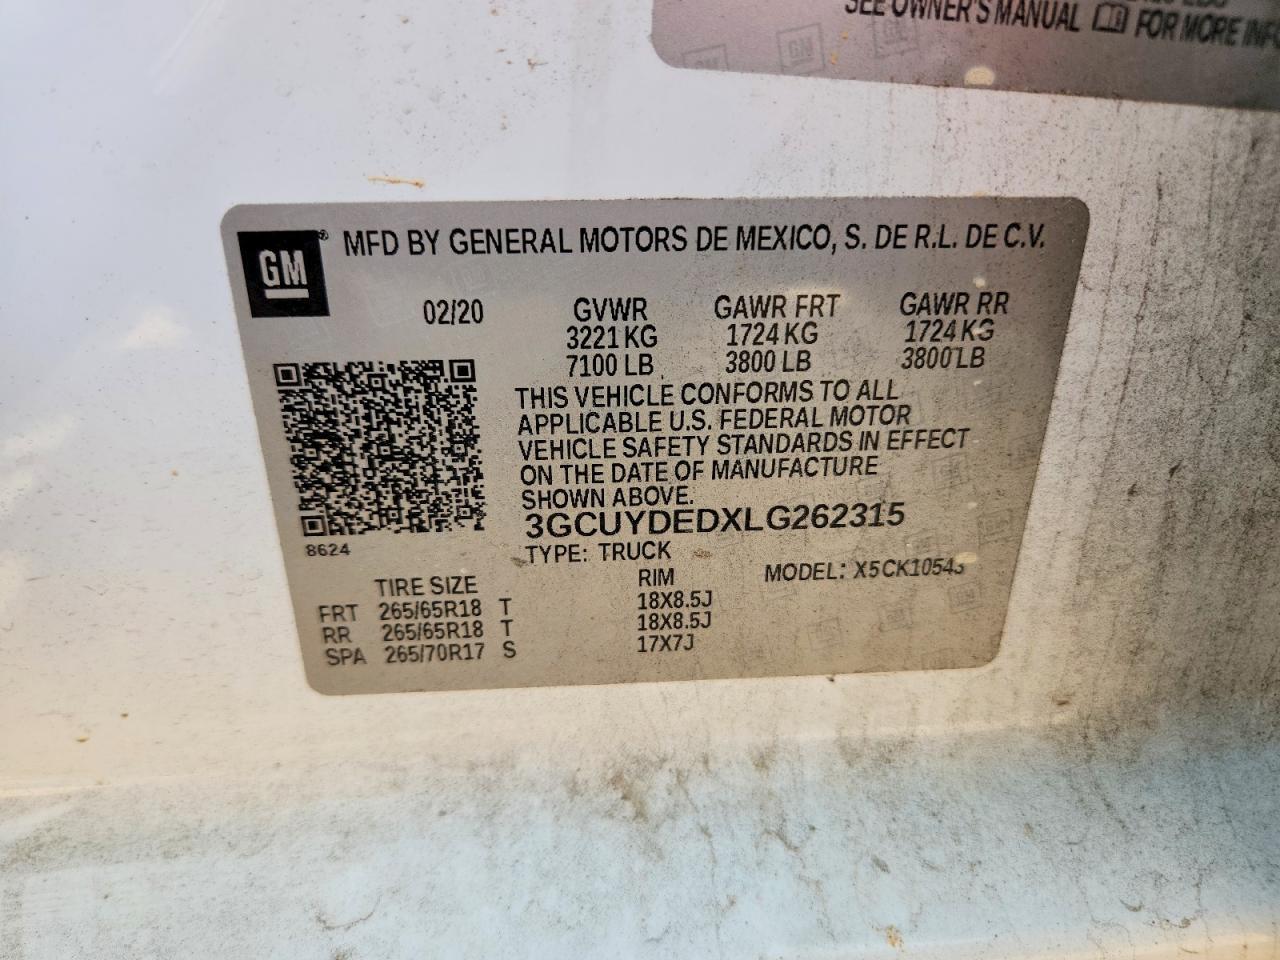 SEE OWNER'S MANUAL FOR MORE
GM® MFD BY GENERAL MOTORS DE MEXICO, S. DE R.L. DE C.V.
02/20 GVWR GAWR FRT GAWR RR
3221 KG 1724 KG 1724 KG
7100 LB 3800 LB 3800 LB
THIS VEHICLE CONFORMS TO ALL
APPLICABLE U.S. FEDERAL MOTOR
VEHICLE SAFETY STANDARDS IN EFFECT
ON THE DATE OF MANUFACTURE
SHOWN ABOVE.
3GCUYDEDXLG262315
8624
TYPE: TRUCK
MODEL: X5CK10543
TIRE SIZE RIM
FRT 265/65R18 T 18X8.5J
RR 265/65R18 T 18X8.5J
SPA 265/70R17 S 17X7J